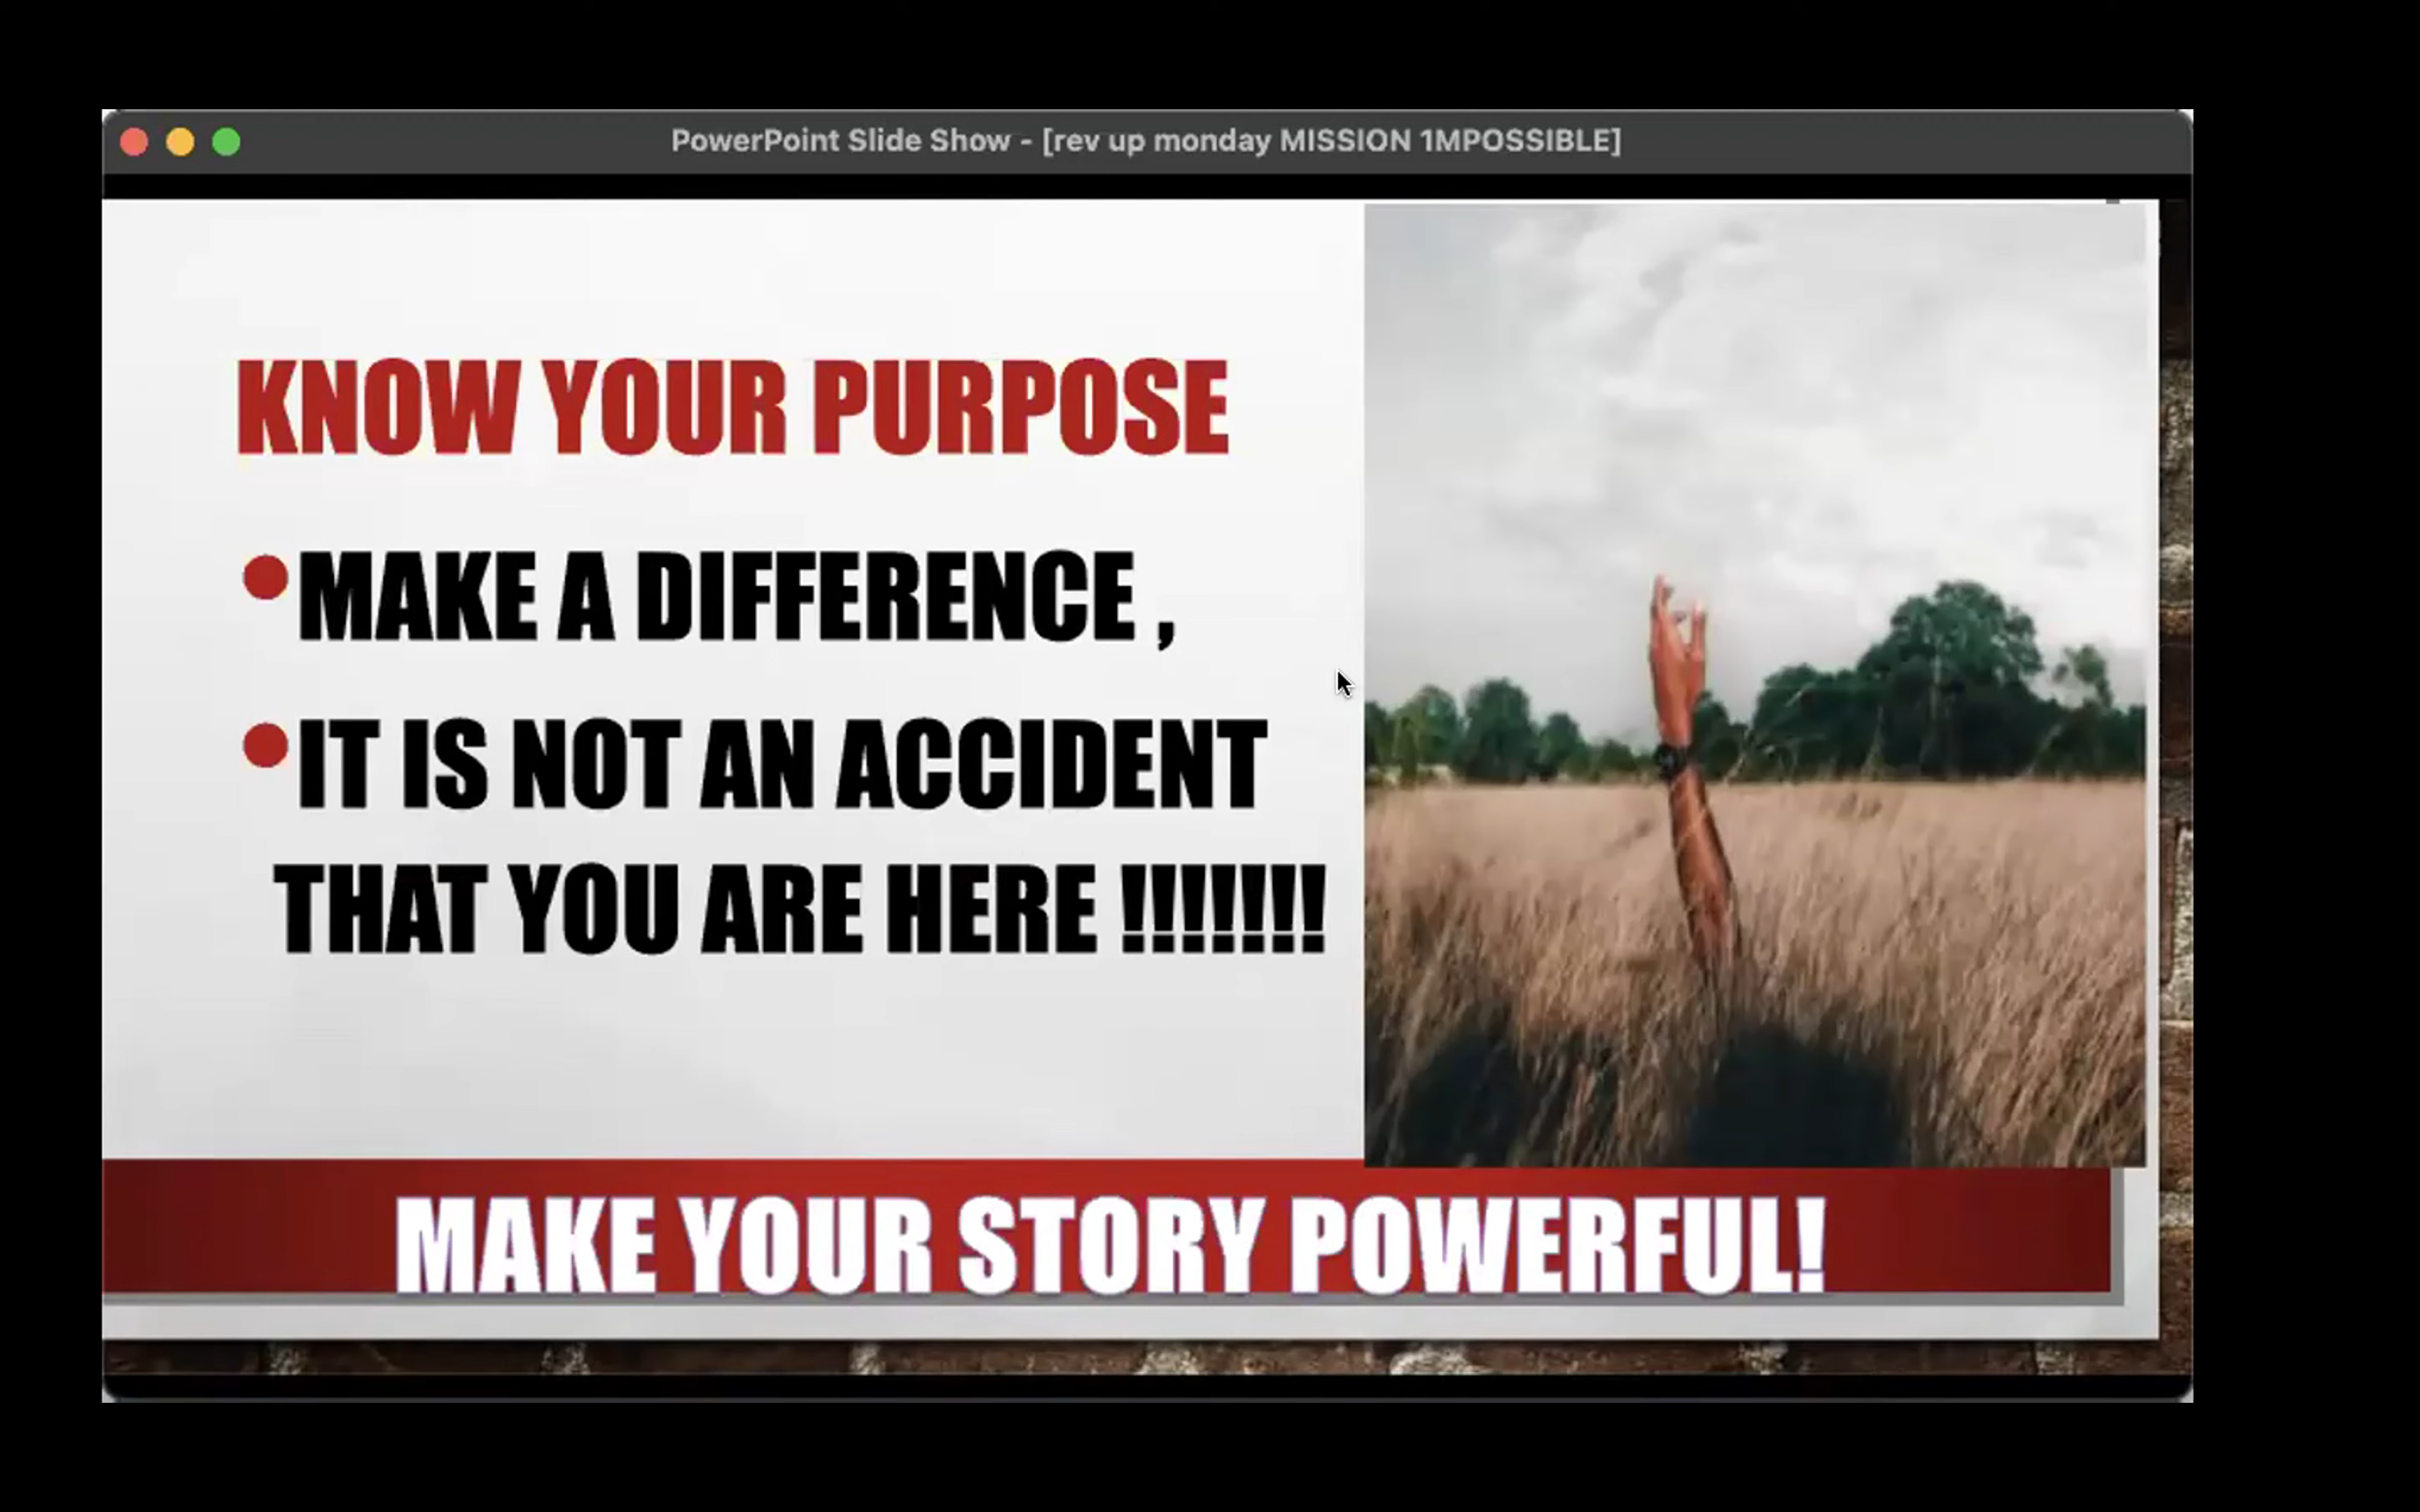 PowerPoint Slide Show - [rev up monday MISSION 1MPOSSIBLE]
KNOW YOUR PURPOSE
•MAKE A DIFFERENCE ,
•IT IS NOT AN ACCIDENT
THAT YOU ARE HERE !!!!!!!
MAKE YOUR STORY POWERFUL!